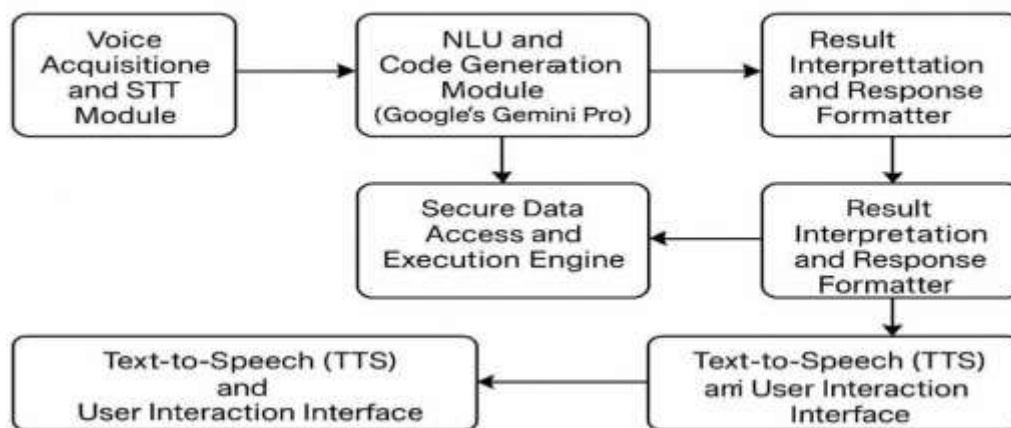 Voice
Acquisitione
and STT
Module
NLU and
Code Generation
Module
(Google's Gemini Pro)
Result
Interprettation
and Response
Formatter
Secure Data
Access and
Execution Engine
Result
Interpretation
and Response
Formatter
Text-to-Speech (TTS)
and
User Interaction Interface
Text-to-Speech (TTS)
ami User Interaction
Interface